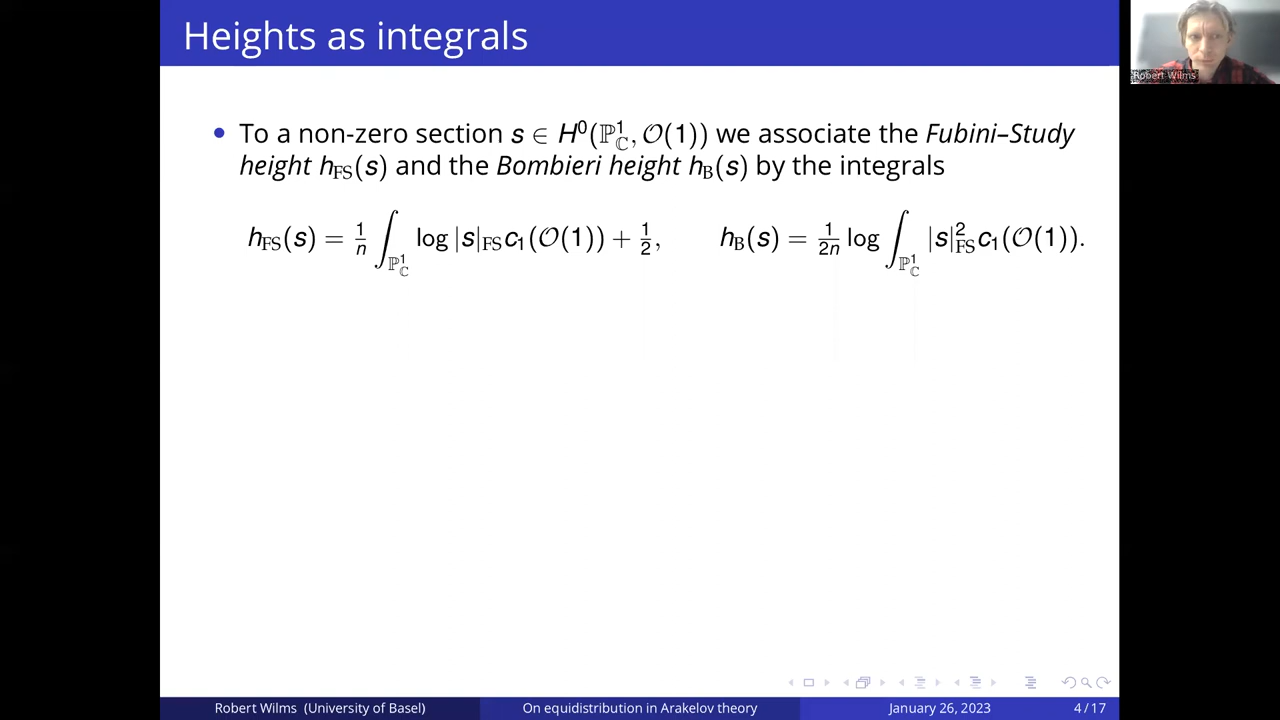 Heights as integrals
Robert Wilms
• To a non-zero section s ∈ H⁰(ℙ¹_ℂ, 𝒪(1)) we associate the Fubini–Study
height h_FS(s) and the Bombieri height h_B(s) by the integrals
h_FS(s) = 1/n ∫_{ℙ¹_ℂ} log |s|_FS c₁(𝒪(1)) + 1/2,    h_B(s) = 1/2n log ∫_{ℙ¹_ℂ} |s|²_FS c₁(𝒪(1)).
Robert Wilms (University of Basel) On equidistribution in Arakelov theory January 26, 2023 4 / 17